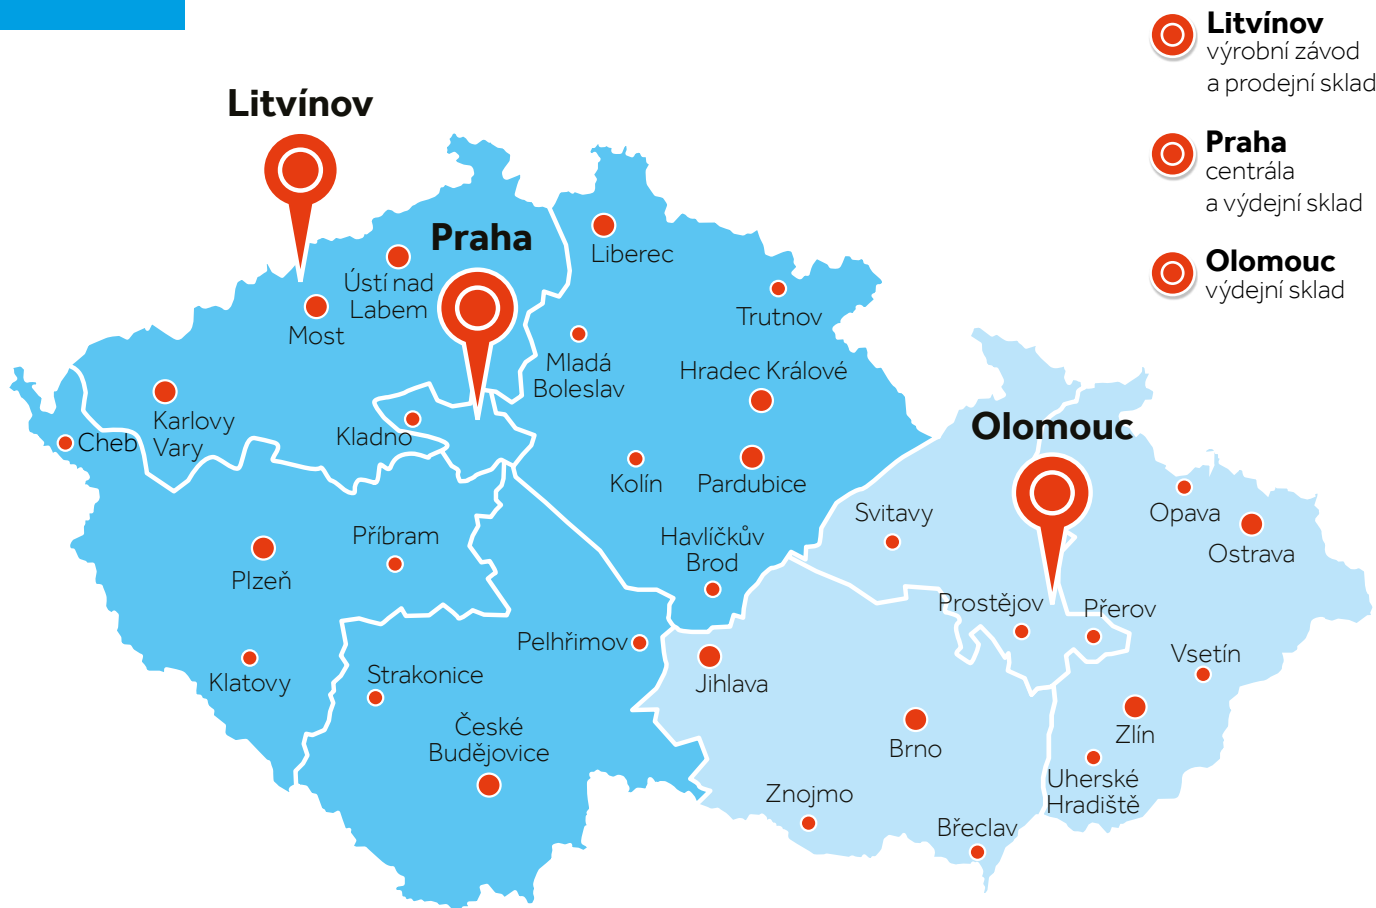 Litvínov
výrobní závod
a prodejní sklad
Praha
centrála
a výdejní sklad
Olomouc
výdejní sklad
Litvínov
Praha
Liberec
Ústí nad
Labem
Most
Trutnov
Mladá
Boleslav
Hradec Králové
Karlovy
Vary
Cheb
Kladno
Olomouc
Kolín
Pardubice
Svitavy
Opava
Ostrava
Příbram
Havlíčkův
Brod
Plzeň
Prostějov
Přerov
Pelhřimov
Vsetín
Klatovy
Strakonice
Jihlava
České
Budějovice
Brno
Zlín
Uherské
Hradiště
Znojmo
Břeclav